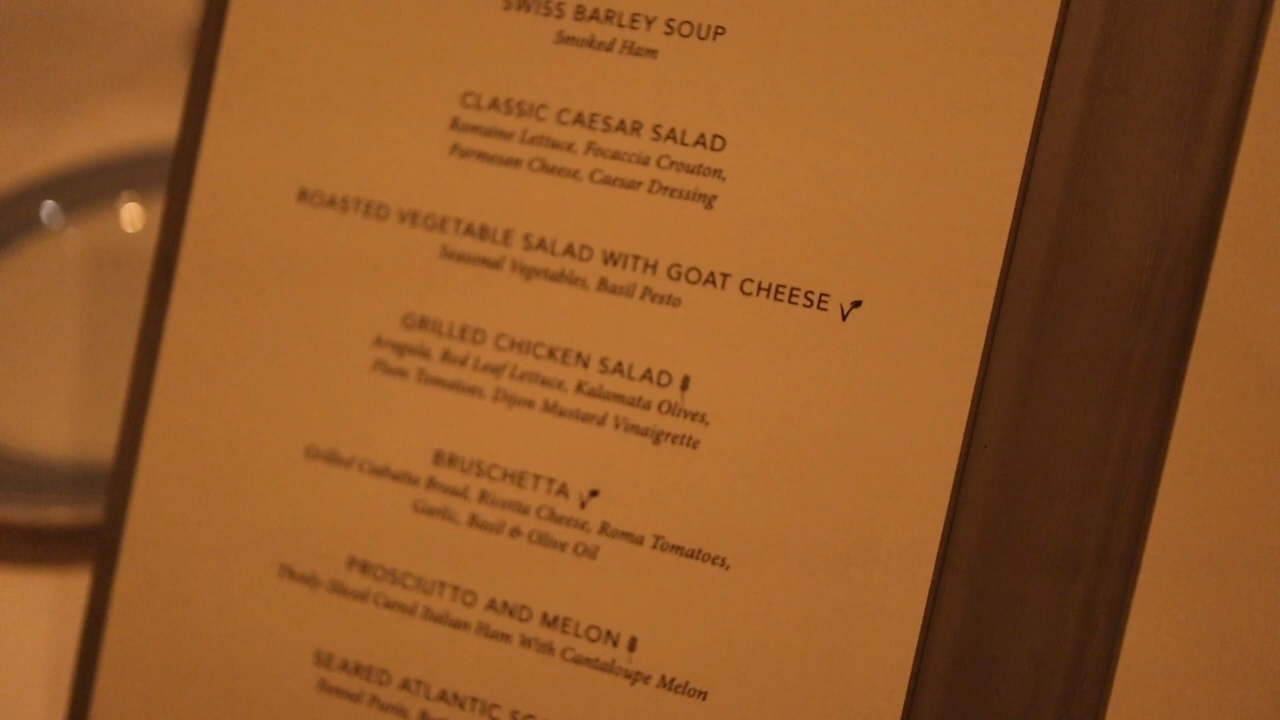 SWISS BARLEY SOUP
Smoked Ham
CLASSIC CAESAR SALAD
Romaine Lettuce, Focaccia Crouton,
Parmesan Cheese, Caesar Dressing
ROASTED VEGETABLE SALAD WITH GOAT CHEESE
Seasonal Vegetables, Basil Pesto
GRILLED CHICKEN SALAD
Arugula, Red Leaf Lettuce, Kalamata Olives,
Plum Tomatoes, Dijon Mustard Vinaigrette
BRUSCHETTA
Grilled Ciabatta Bread, Ricotta Cheese, Roma Tomatoes,
Garlic, Basil & Olive Oil
PROSCIUTTO AND MELON
Thinly-Sliced Cured Italian Ham With Cantaloupe Melon
SEARED ATLANTIC